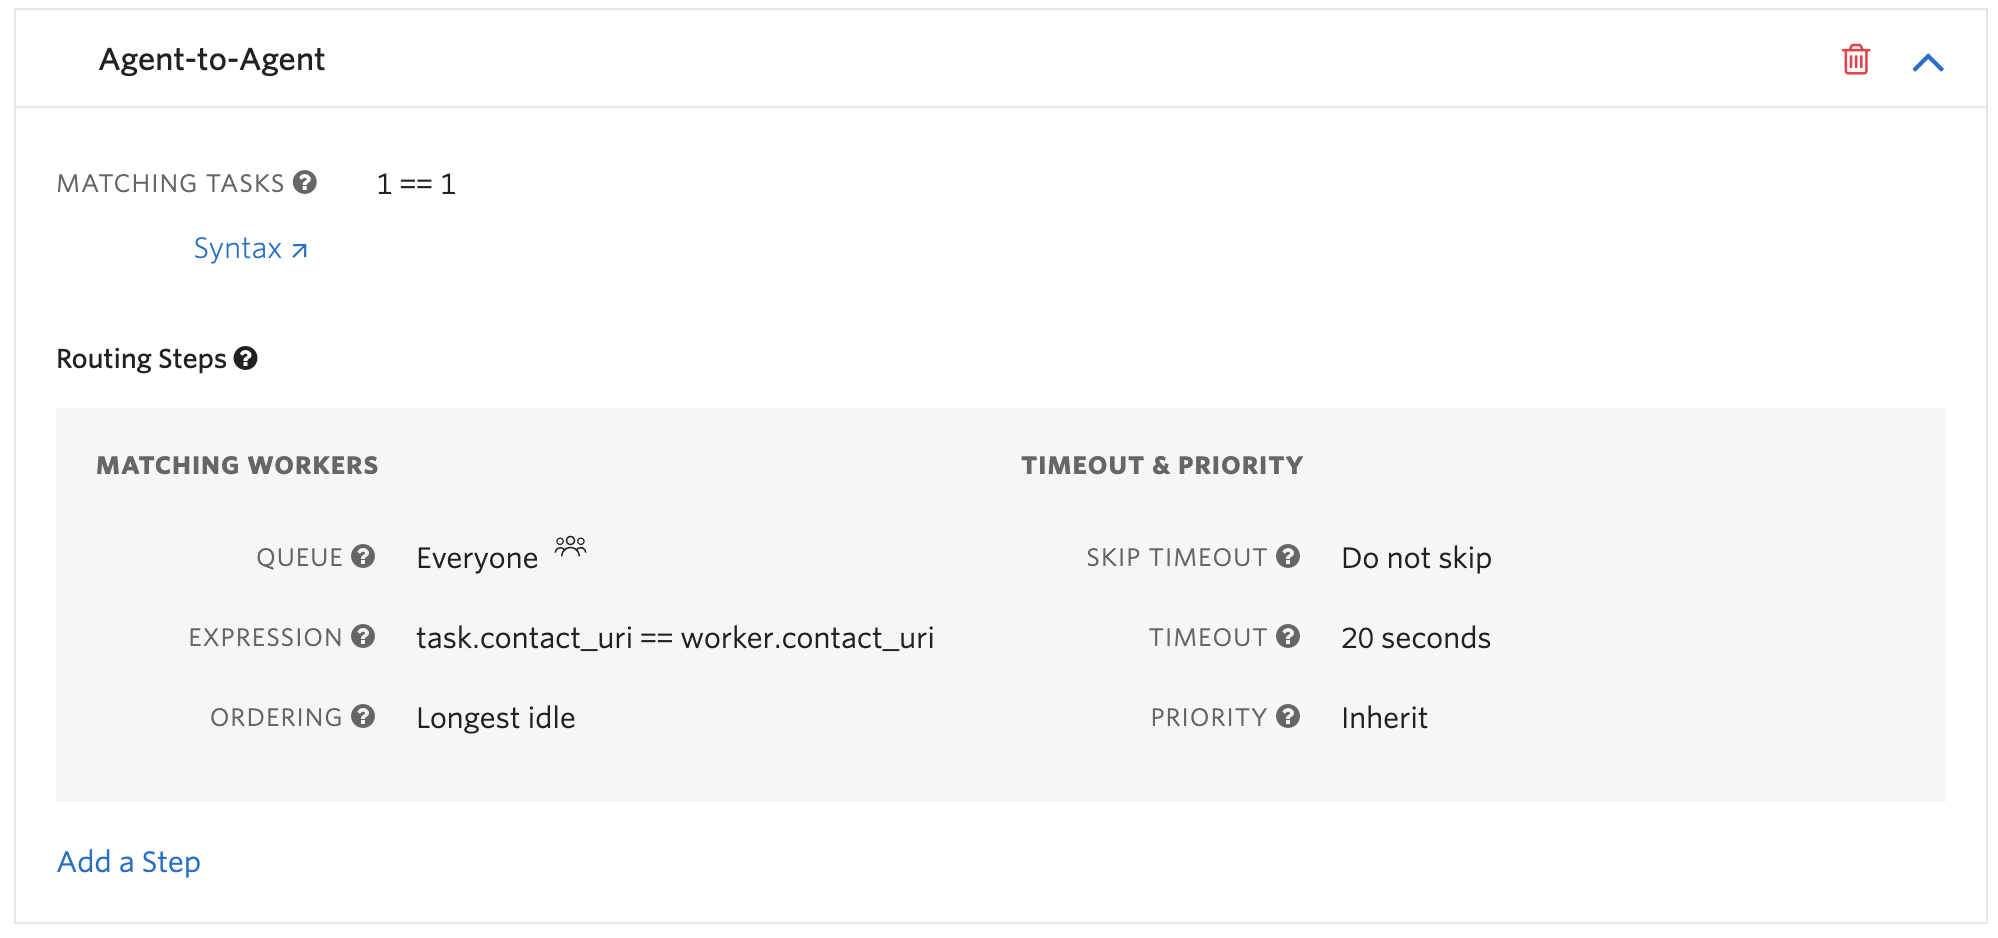 Agent-to-Agent
MATCHING TASKS ? 1 == 1
Syntax ↗
Routing Steps ?
MATCHING WORKERS
QUEUE ? Everyone
EXPRESSION ? task.contact_uri == worker.contact_uri
ORDERING ? Longest idle
TIMEOUT & PRIORITY
SKIP TIMEOUT ? Do not skip
TIMEOUT ? 20 seconds
PRIORITY ? Inherit
Add a Step